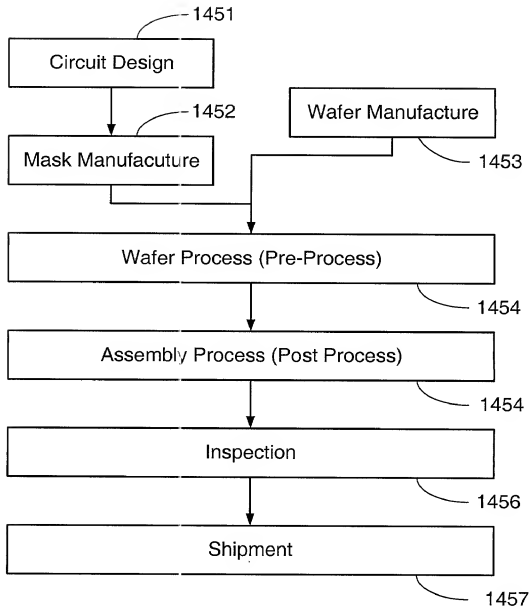 1451
Circuit Design
1452
Mask Manufacuture
Wafer Manufacture
1453
Wafer Process (Pre-Process)
1454
Assembly Process (Post Process)
1454
Inspection
1456
Shipment
1457